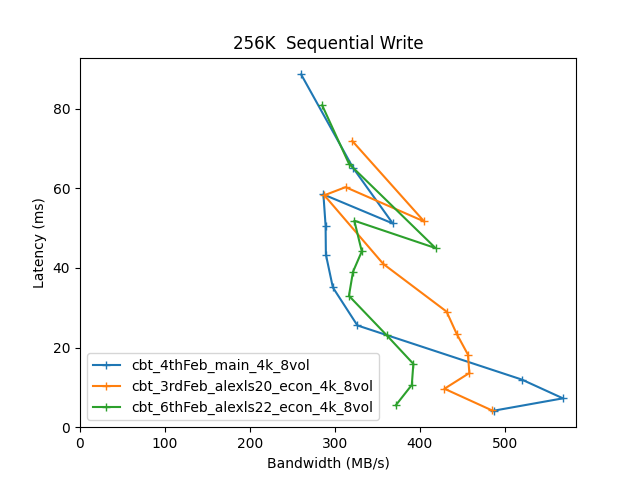 256K  Sequential Write
Latency (ms)
80
60
40
20
0
cbt_4thFeb_main_4k_8vol
cbt_3rdFeb_alexls20_econ_4k_8vol
cbt_6thFeb_alexls22_econ_4k_8vol
0 100 200 300 400 500
Bandwidth (MB/s)